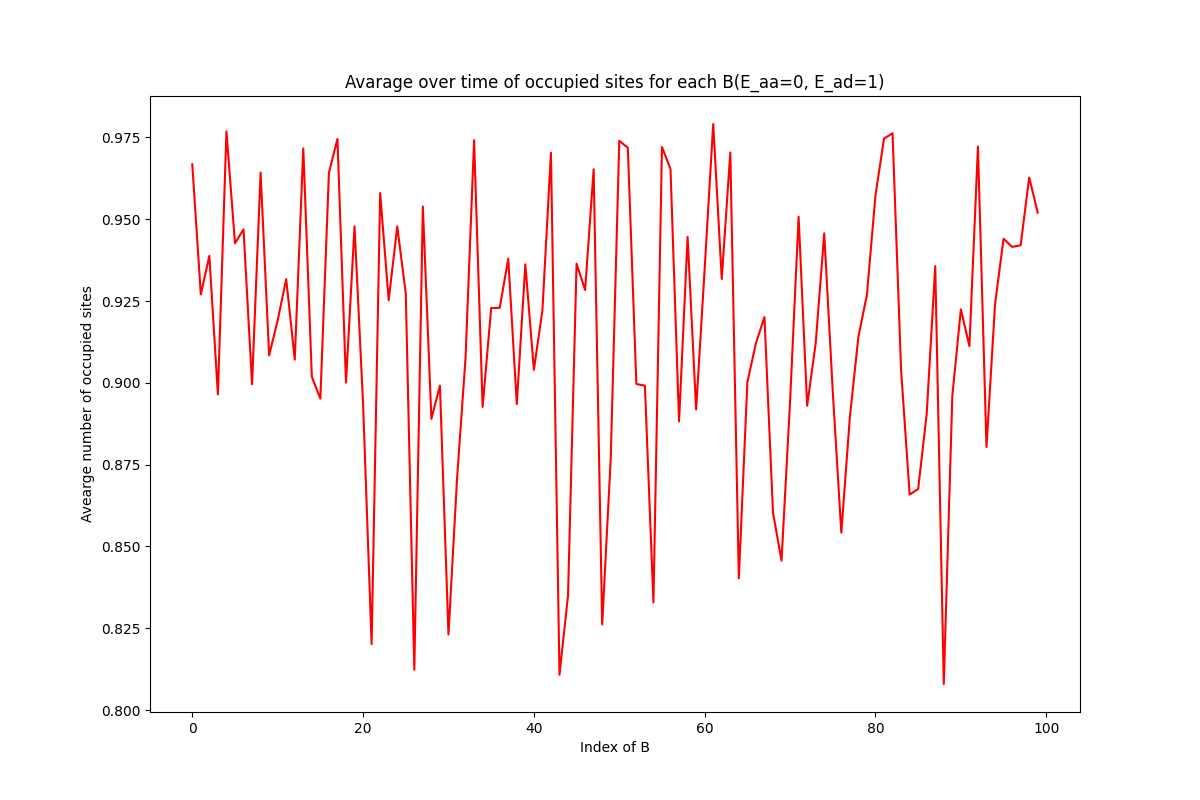 Avarage over time of occupied sites for each B(E_aa=0, E_ad=1)
Avearge number of occupied sites
0.975
0.950
0.925
0.900
0.875
0.850
0.825
0.800
0 20 40 60 80 100
Index of B